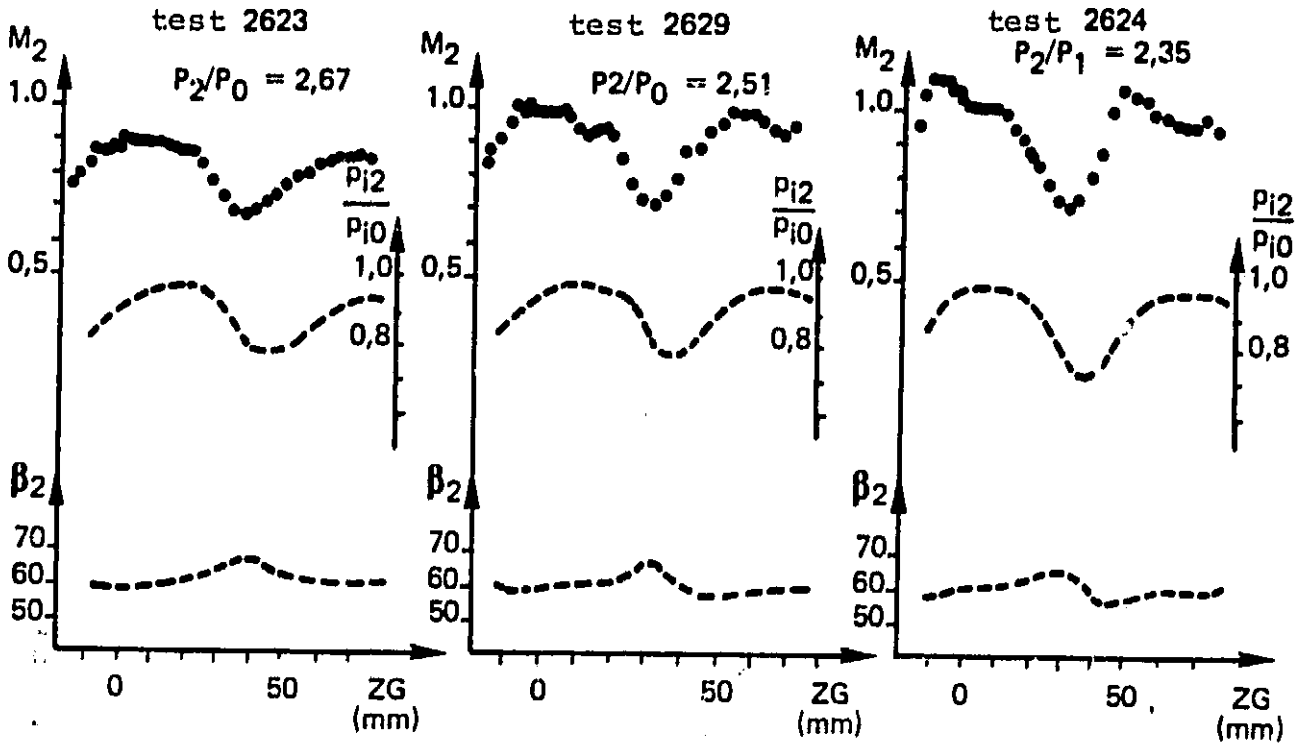 test 2623
M2
P2/P0 = 2,67
1.0
0,5
pi2
pi0
1,0
0,8
β2
70
60
50
0 50 ZG
(mm)
test 2629
M2
P2/P0 = 2,51
1.0
0,5
pi2
pi0
1,0
0,8
β2
70
60
50
0 50 ZG
(mm)
test 2624
M2
P2/P1 = 2,35
1.0
0,5
pi2
pi0
1,0
0,8
β2
70
60
50
0 50 ZG
(mm)